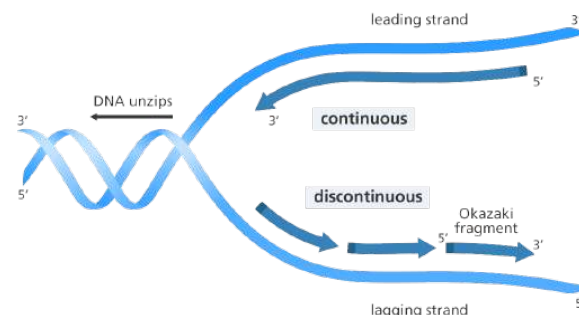 leading strand
3'
DNA unzips
5'
3'
continuous
3'
5'
discontinuous
Okazaki
fragment
5'
3'
lagging strand
5'